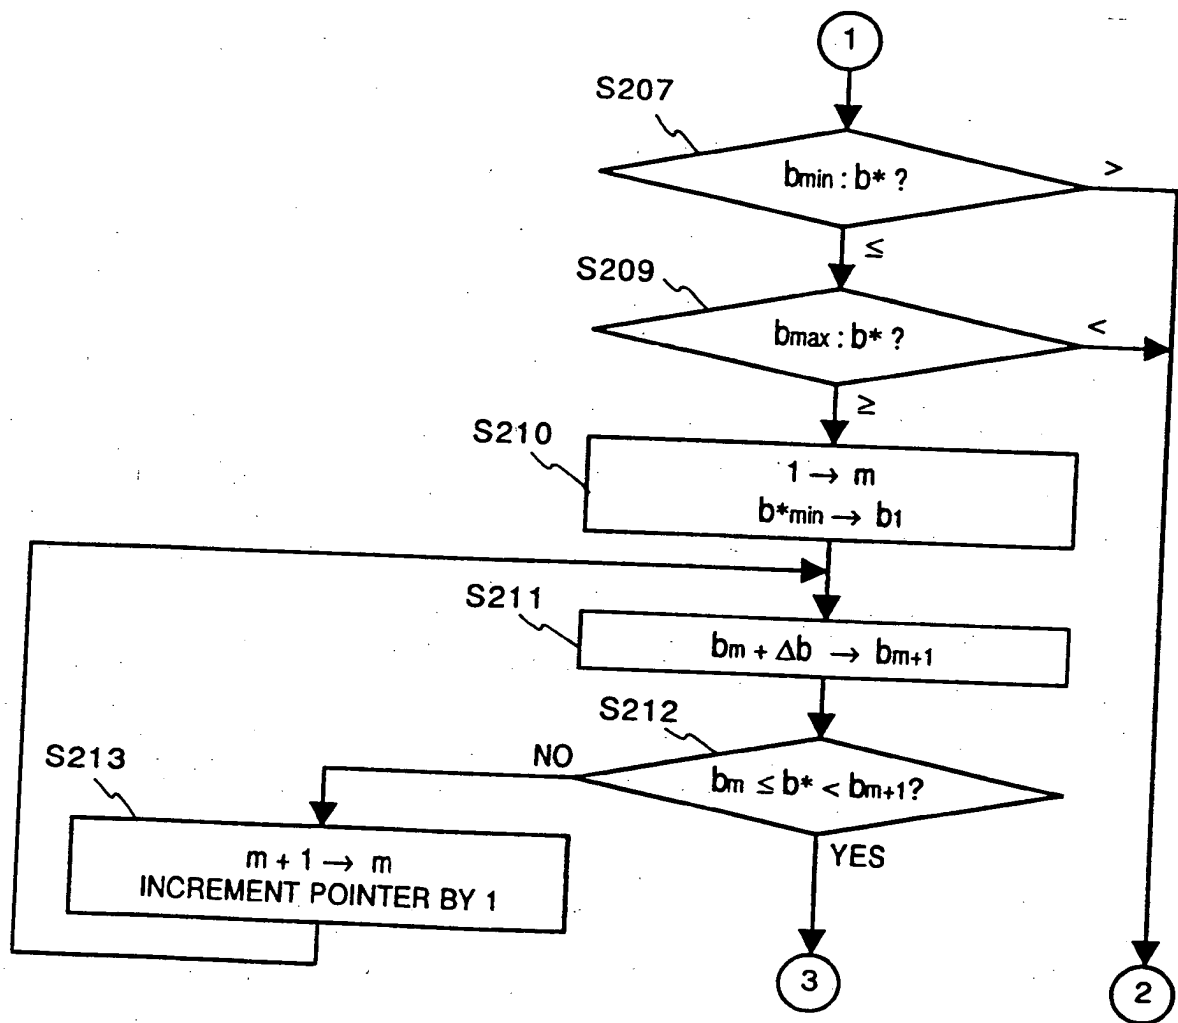 1
S207
bmin : b* ?
>
≤
S209
bmax : b* ?
<
≥
S210
1 → m
b*min → b1
S211
bm + Δb → bm+1
S212
NO
bm ≤ b* < bm+1?
S213
YES
m + 1 → m
INCREMENT POINTER BY 1
3
2